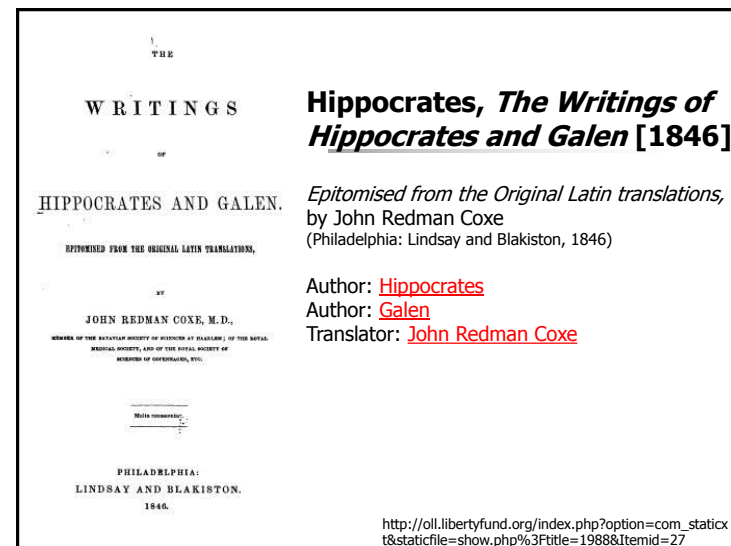 THE
WRITINGS
OF
HIPPOCRATES AND GALEN.
EPITOMISED FROM THE ORIGINAL LATIN TRANSLATIONS,
BY
JOHN REDMAN COXE, M.D.,
MEMBER OF THE BATAVIAN SOCIETY OF SCIENCES AT HAARLEM; OF THE ROYAL
MEDICAL SOCIETY, AND OF THE ROYAL SOCIETY OF
SCIENCES OF COPENHAGEN, ETC.
Multa
PHILADELPHIA:
LINDSAY AND BLAKISTON.
1846.
Hippocrates, The Writings of
Hippocrates and Galen [1846]
Epitomised from the Original Latin translations,
by John Redman Coxe
(Philadelphia: Lindsay and Blakiston, 1846)
Author: Hippocrates
Author: Galen
Translator: John Redman Coxe
http://oll.libertyfund.org/index.php?option=com_staticx
t&staticfile=show.php%3Ftitle=1988&Itemid=27